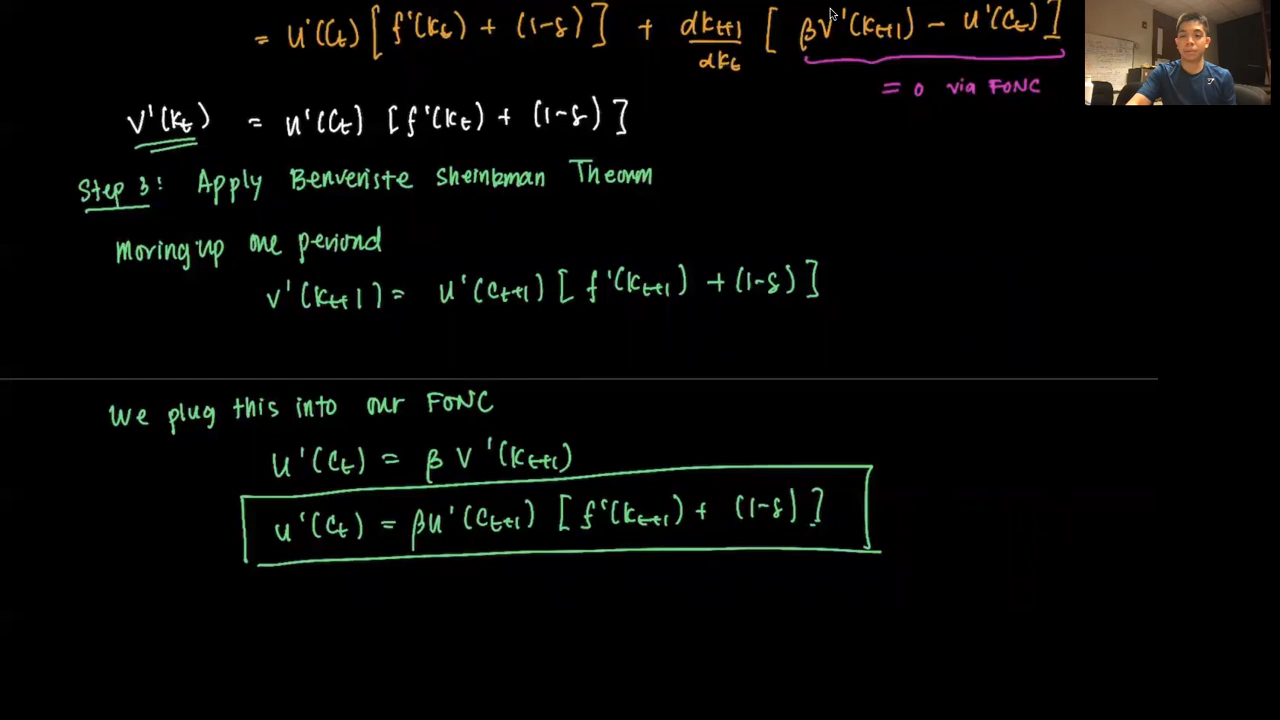 = u'(Ct) [f'(Kt) + (1-δ)] + dKt+1/dKt [βV'(Kt+1) - u'(Ct)]
= 0 via FONC
V'(Kt) = u'(Ct) [f'(Kt) + (1-δ)]
Step 3: Apply Benveniste Sheinkman Theorm
Moving up one periond
V'(Kt+1) = u'(Ct+1) [f'(Kt+1) + (1-δ)]
We plug this into our FONC
u'(Ct) = β V'(Kt+1)
u'(Ct) = βu'(Ct+1) [f'(Kt+1) + (1-δ)]